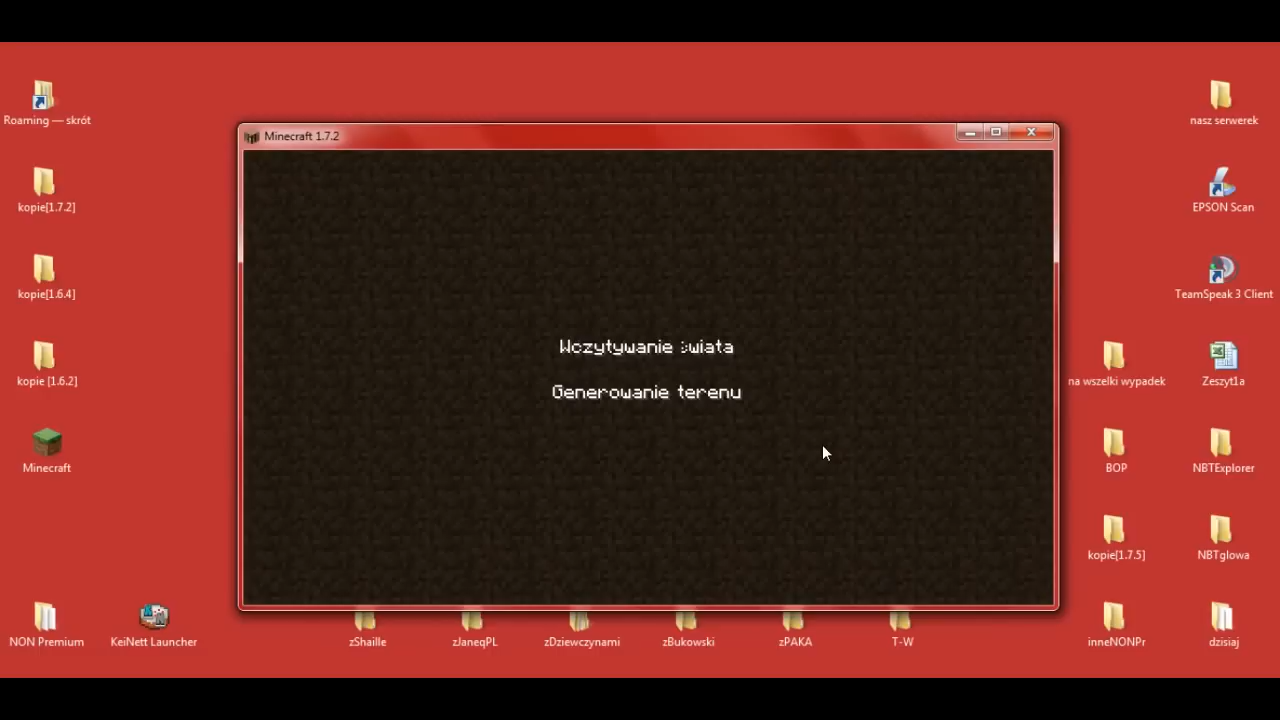 Roaming — skrót
kopie[1.7.2]
kopie[1.6.4]
kopie [1.6.2]
Minecraft
NON Premium
KeiNett Launcher
Minecraft 1.7.2
Wczytywanie świata
Generowanie terenu
zShaille
zJaneqPL
zDziewczynami
zBukowski
zPAKA
T-W
na wszelki wypadek
BOP
kopie[1.7.5]
inneNONPr
nasz serwerek
EPSON Scan
TeamSpeak 3 Client
Zeszyt1a
NBTExplorer
NBTglowa
dzisiaj